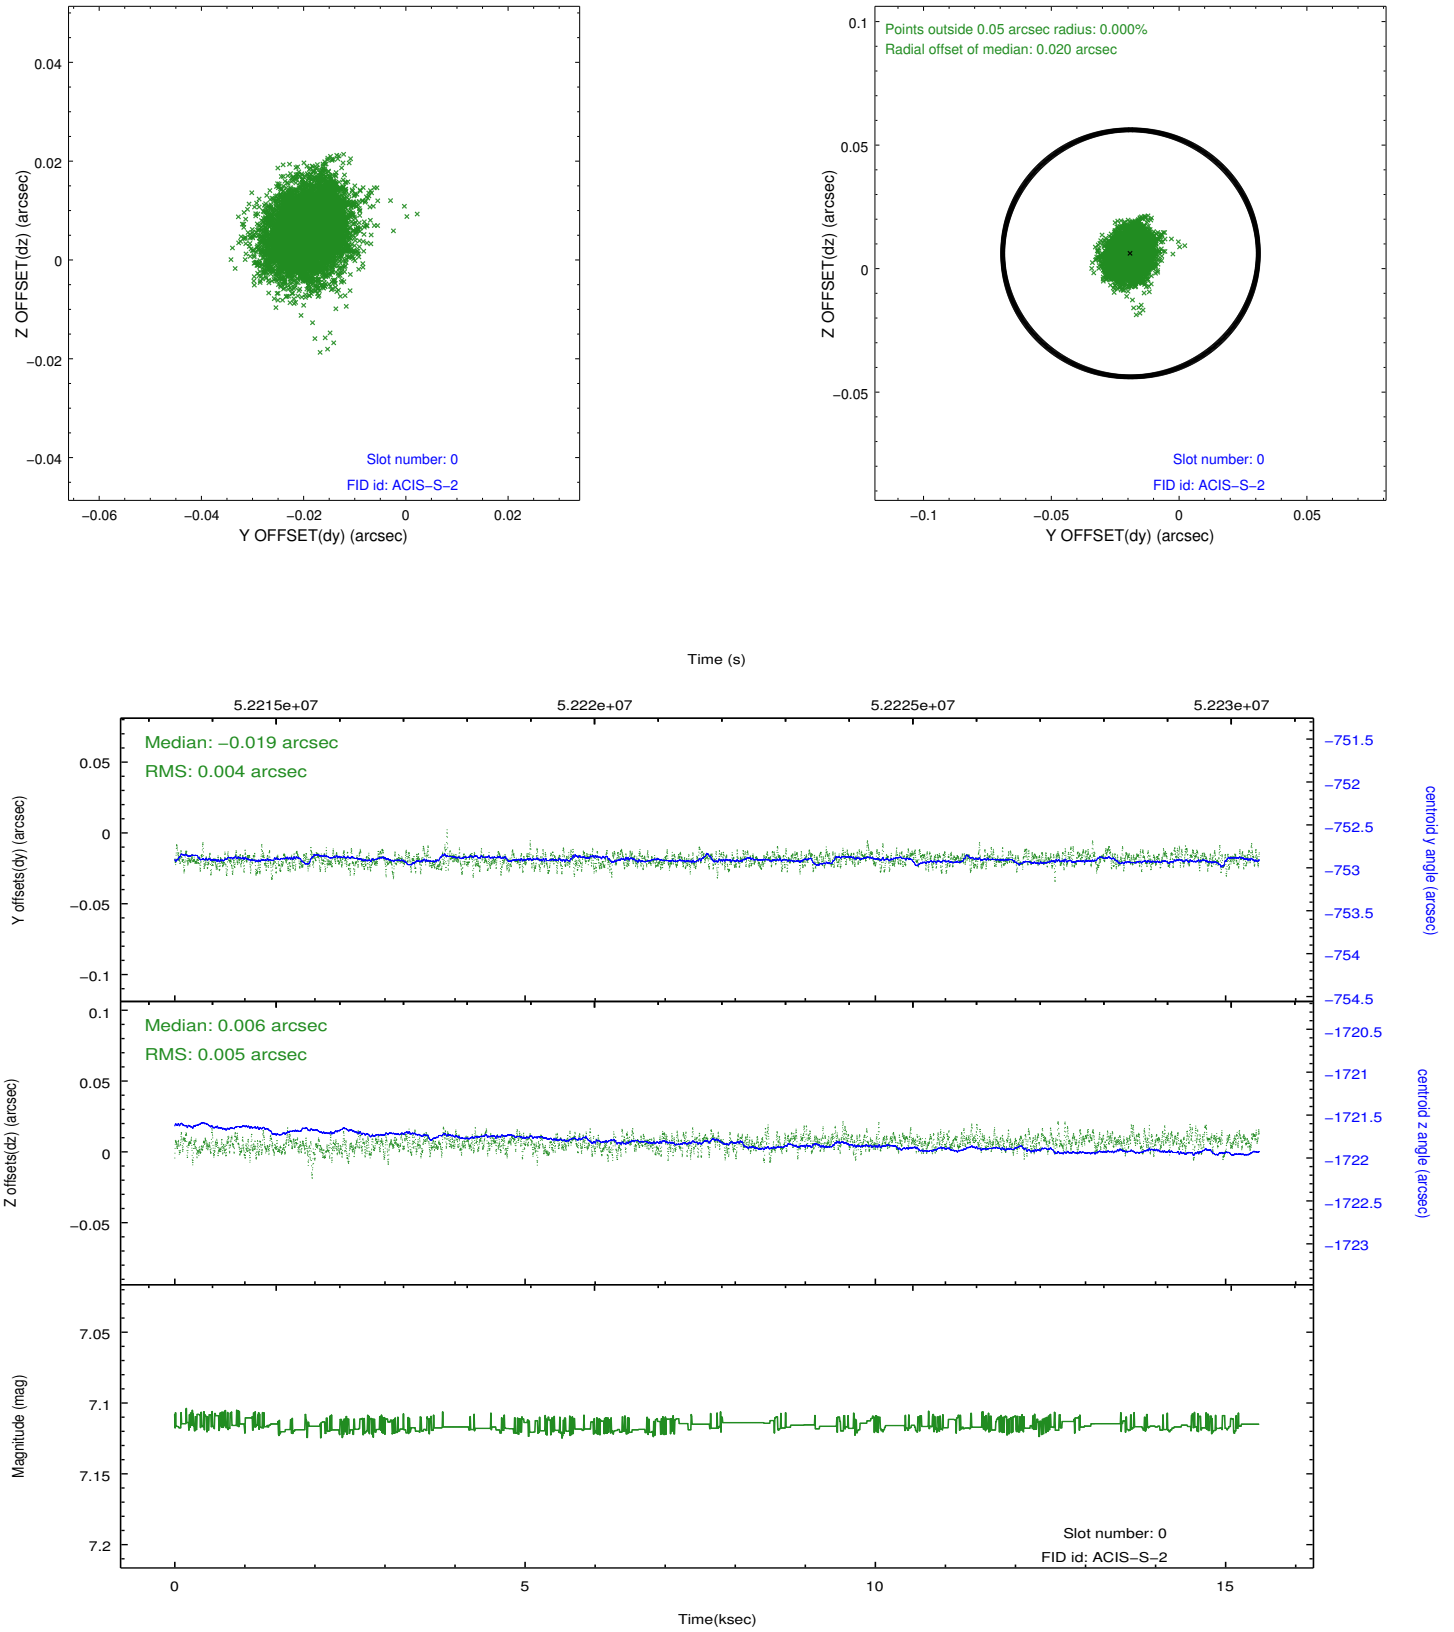 0.04
0.02
0
−0.02
−0.04
Z OFFSET(dz) (arcsec)
Slot number: 0
FID id: ACIS−S−2
−0.06
−0.04
−0.02
0
0.02
Y OFFSET(dy) (arcsec)
Points outside 0.05 arcsec radius: 0.000%
Radial offset of median: 0.020 arcsec
0.1
0.05
0
−0.05
Z OFFSET(dz) (arcsec)
Slot number: 0
FID id: ACIS−S−2
−0.1
−0.05
0
0.05
Y OFFSET(dy) (arcsec)
Time (s)
5.2215e+07
5.222e+07
5.2225e+07
5.223e+07
Median: −0.019 arcsec
RMS: 0.004 arcsec
0.05
0
−0.05
−0.1
Y offsets(dy) (arcsec)
−751.5
−752
−752.5
−753
−753.5
−754
−754.5
centroid y angle (arcsec)
Median: 0.006 arcsec
RMS: 0.005 arcsec
0.1
0.05
0
−0.05
Z offsets(dz) (arcsec)
−1720.5
−1721
−1721.5
−1722
−1722.5
−1723
centroid z angle (arcsec)
7.05
7.1
7.15
7.2
Magnitude (mag)
Slot number: 0
FID id: ACIS−S−2
0
5
10
15
Time(ksec)